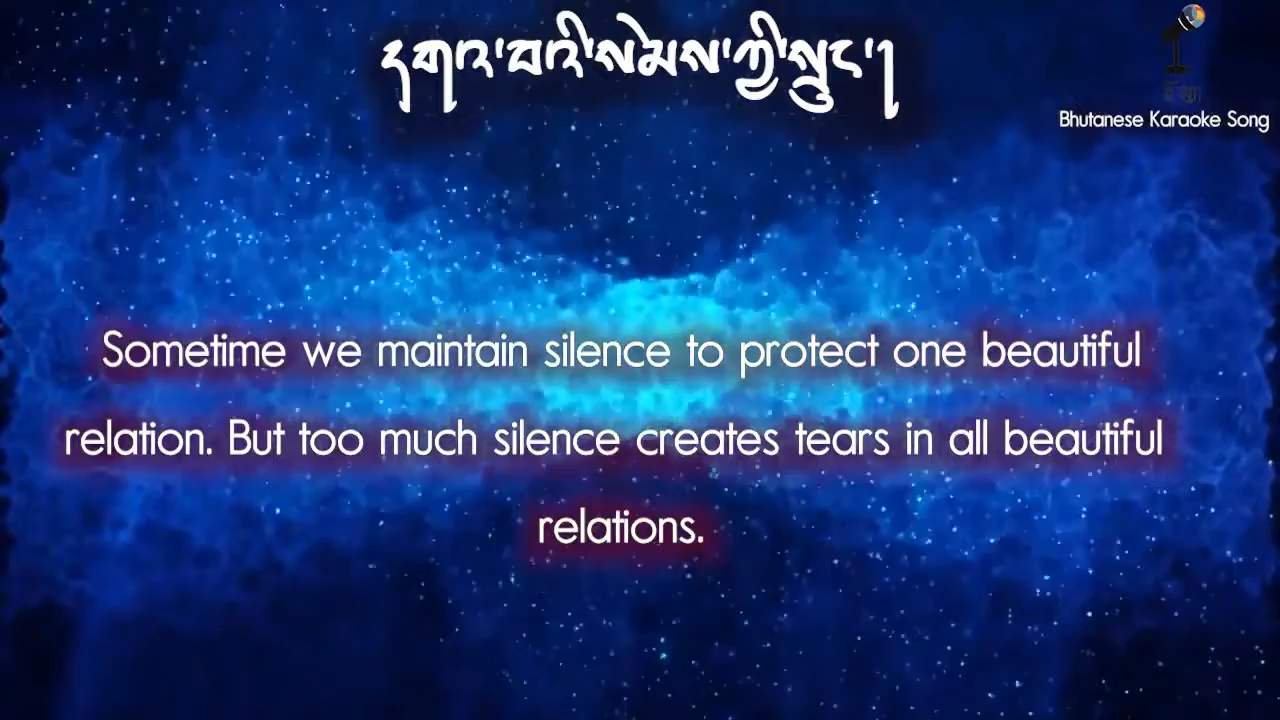 དགའ་བའི་སེམས་ཀྱི་སྲུང་།
Bhutanese Karaoke Song
Sometime we maintain silence to protect one beautiful
relation. But too much silence creates tears in all beautiful
relations.